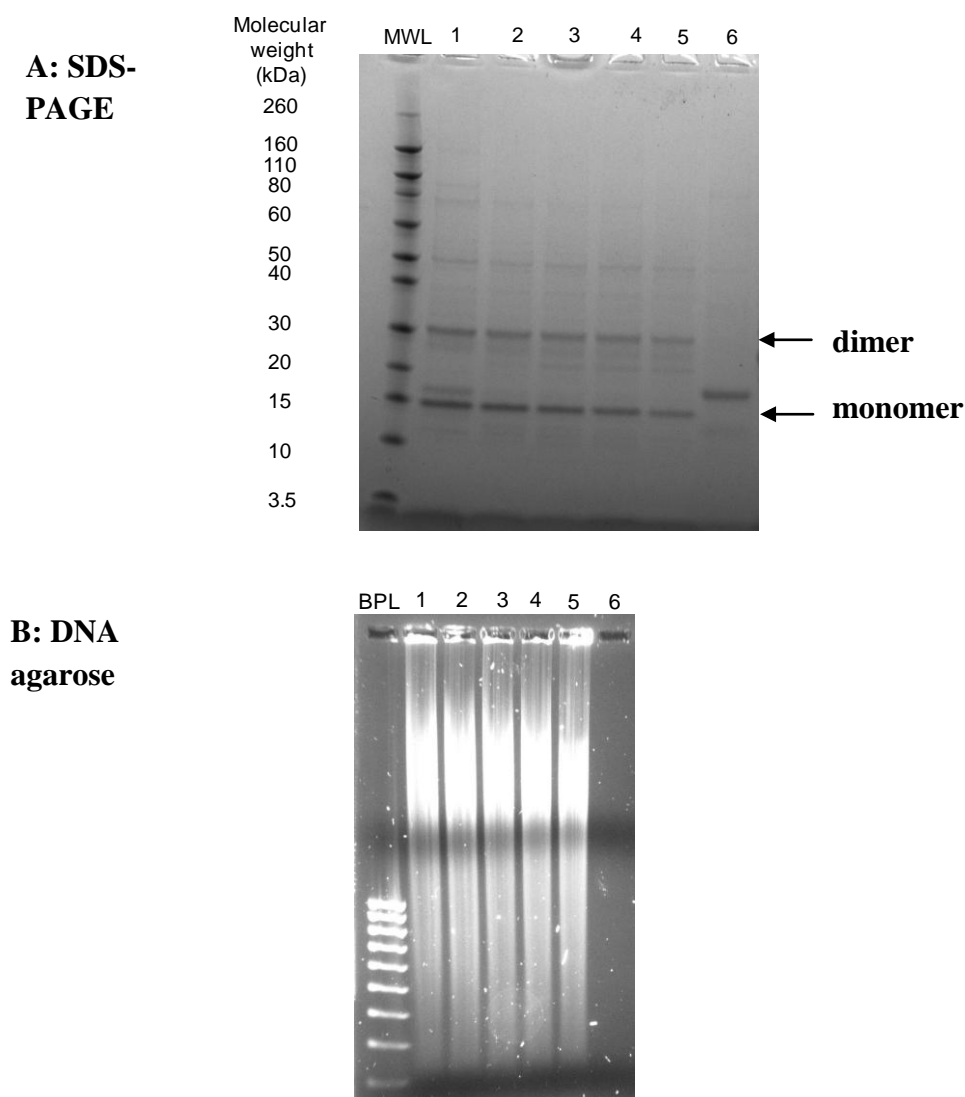 Molecular
weight
(kDa)
MWL 1 2 3 4 5 6
A: SDS-
PAGE
260
160
110
80
60
50
40
30
20
15
10
3.5
dimer
monomer
BPL 1 2 3 4 5 6
B: DNA
agarose